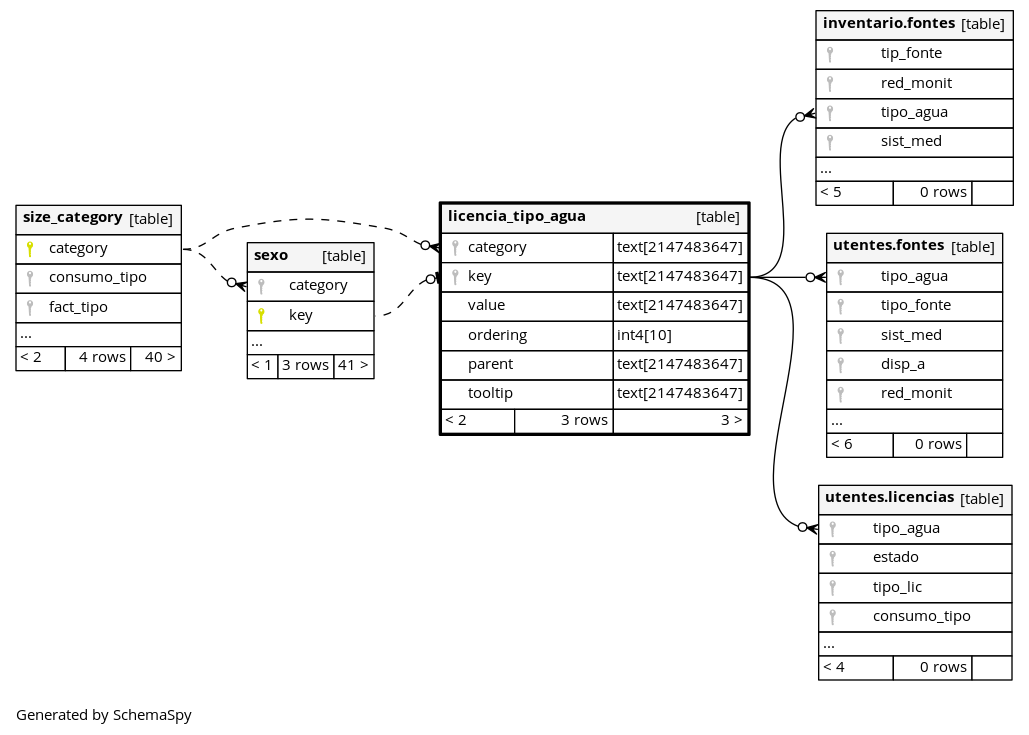 size_category [table]
category
consumo_tipo
fact_tipo
...
< 2 4 rows 40 >
sexo [table]
category
key
...
< 1 3 rows 41 >
licencia_tipo_agua [table]
category text[2147483647]
key text[2147483647]
value text[2147483647]
ordering int4[10]
parent text[2147483647]
tooltip text[2147483647]
< 2 3 rows 3 >
inventario.fontes [table]
tip_fonte
red_monit
tipo_agua
sist_med
...
< 5 0 rows
utentes.fontes [table]
tipo_agua
tipo_fonte
sist_med
disp_a
red_monit
...
< 6 0 rows
utentes.licencias [table]
tipo_agua
estado
tipo_lic
consumo_tipo
...
< 4 0 rows
Generated by SchemaSpy